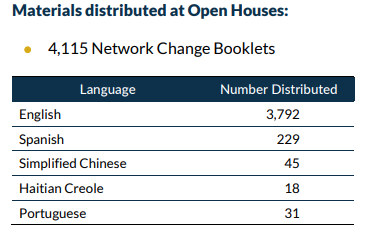 Materials distributed at Open Houses:
• 4,115 Network Change Booklets
Language Number Distributed
English 3,792
Spanish 229
Simplified Chinese 45
Haitian Creole 18
Portuguese 31